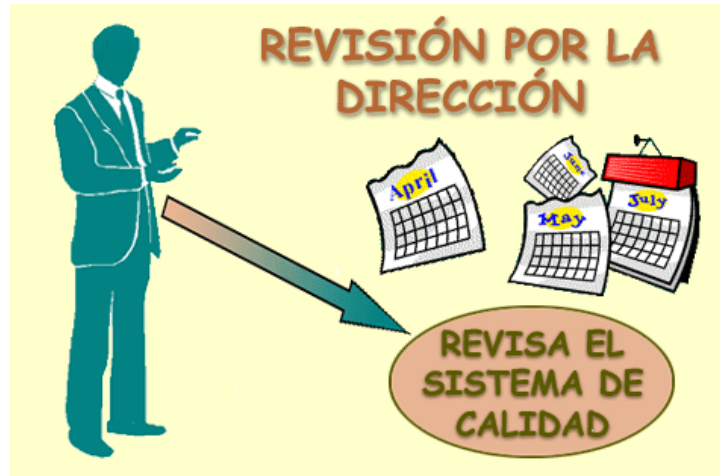 REVISIÓN POR LA
DIRECCIÓN
April
June
May
July
REVISA EL
SISTEMA DE
CALIDAD